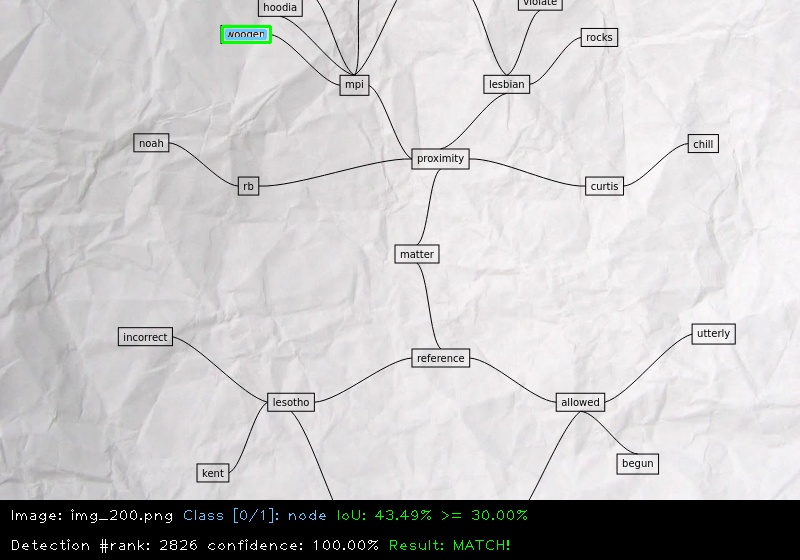 violate
hoodia
wooden
rocks
mpi
lesbian
noah
chill
proximity
rb
curtis
matter
incorrect
utterly
reference
lesotho
allowed
begun
kent
Image: img_200.png Class [0/1]: node IoU: 43.49% >= 30.00%
Detection #rank: 2826 confidence: 100.00% Result: MATCH!